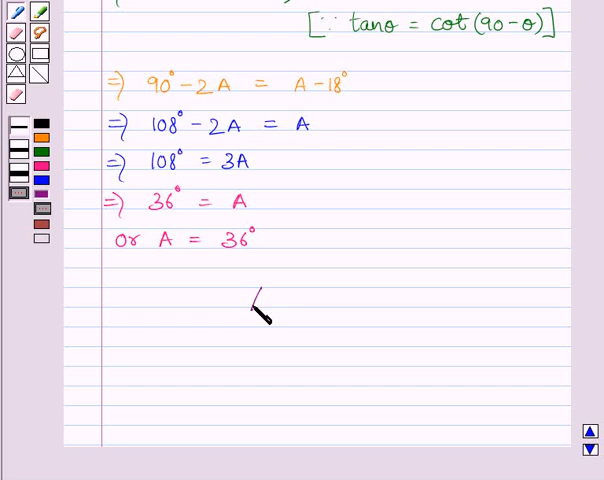 [∵ tanθ = cot(90-θ)]
⇒ 90° - 2A = A - 18°
⇒ 108° - 2A = A
⇒ 108° = 3A
⇒ 36° = A
or A = 36°